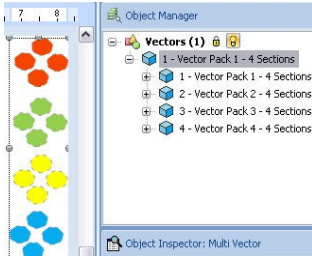 7 8
Object Manager
Vectors (1)
1 - Vector Pack 1 - 4 Sections
1 - Vector Pack 1 - 4 Sections
2 - Vector Pack 2 - 4 Sections
3 - Vector Pack 3 - 4 Sections
4 - Vector Pack 4 - 4 Sections
Object Inspector: Multi Vector